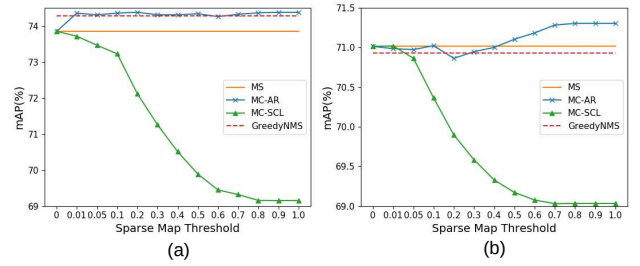 mAP(%)
74
73
72
71
70
69
MS
MC-AR
MC-SCL
GreedyNMS
0 0.01 0.05 0.1 0.2 0.3 0.4 0.5 0.6 0.7 0.8 0.9 1.0
Sparse Map Threshold
(a)
mAP(%)
71.5
71.0
70.5
70.0
69.5
69.0
MS
MC-AR
MC-SCL
GreedyNMS
0 0.01 0.05 0.1 0.2 0.3 0.4 0.5 0.6 0.7 0.8 0.9 1.0
Sparse Map Threshold
(b)